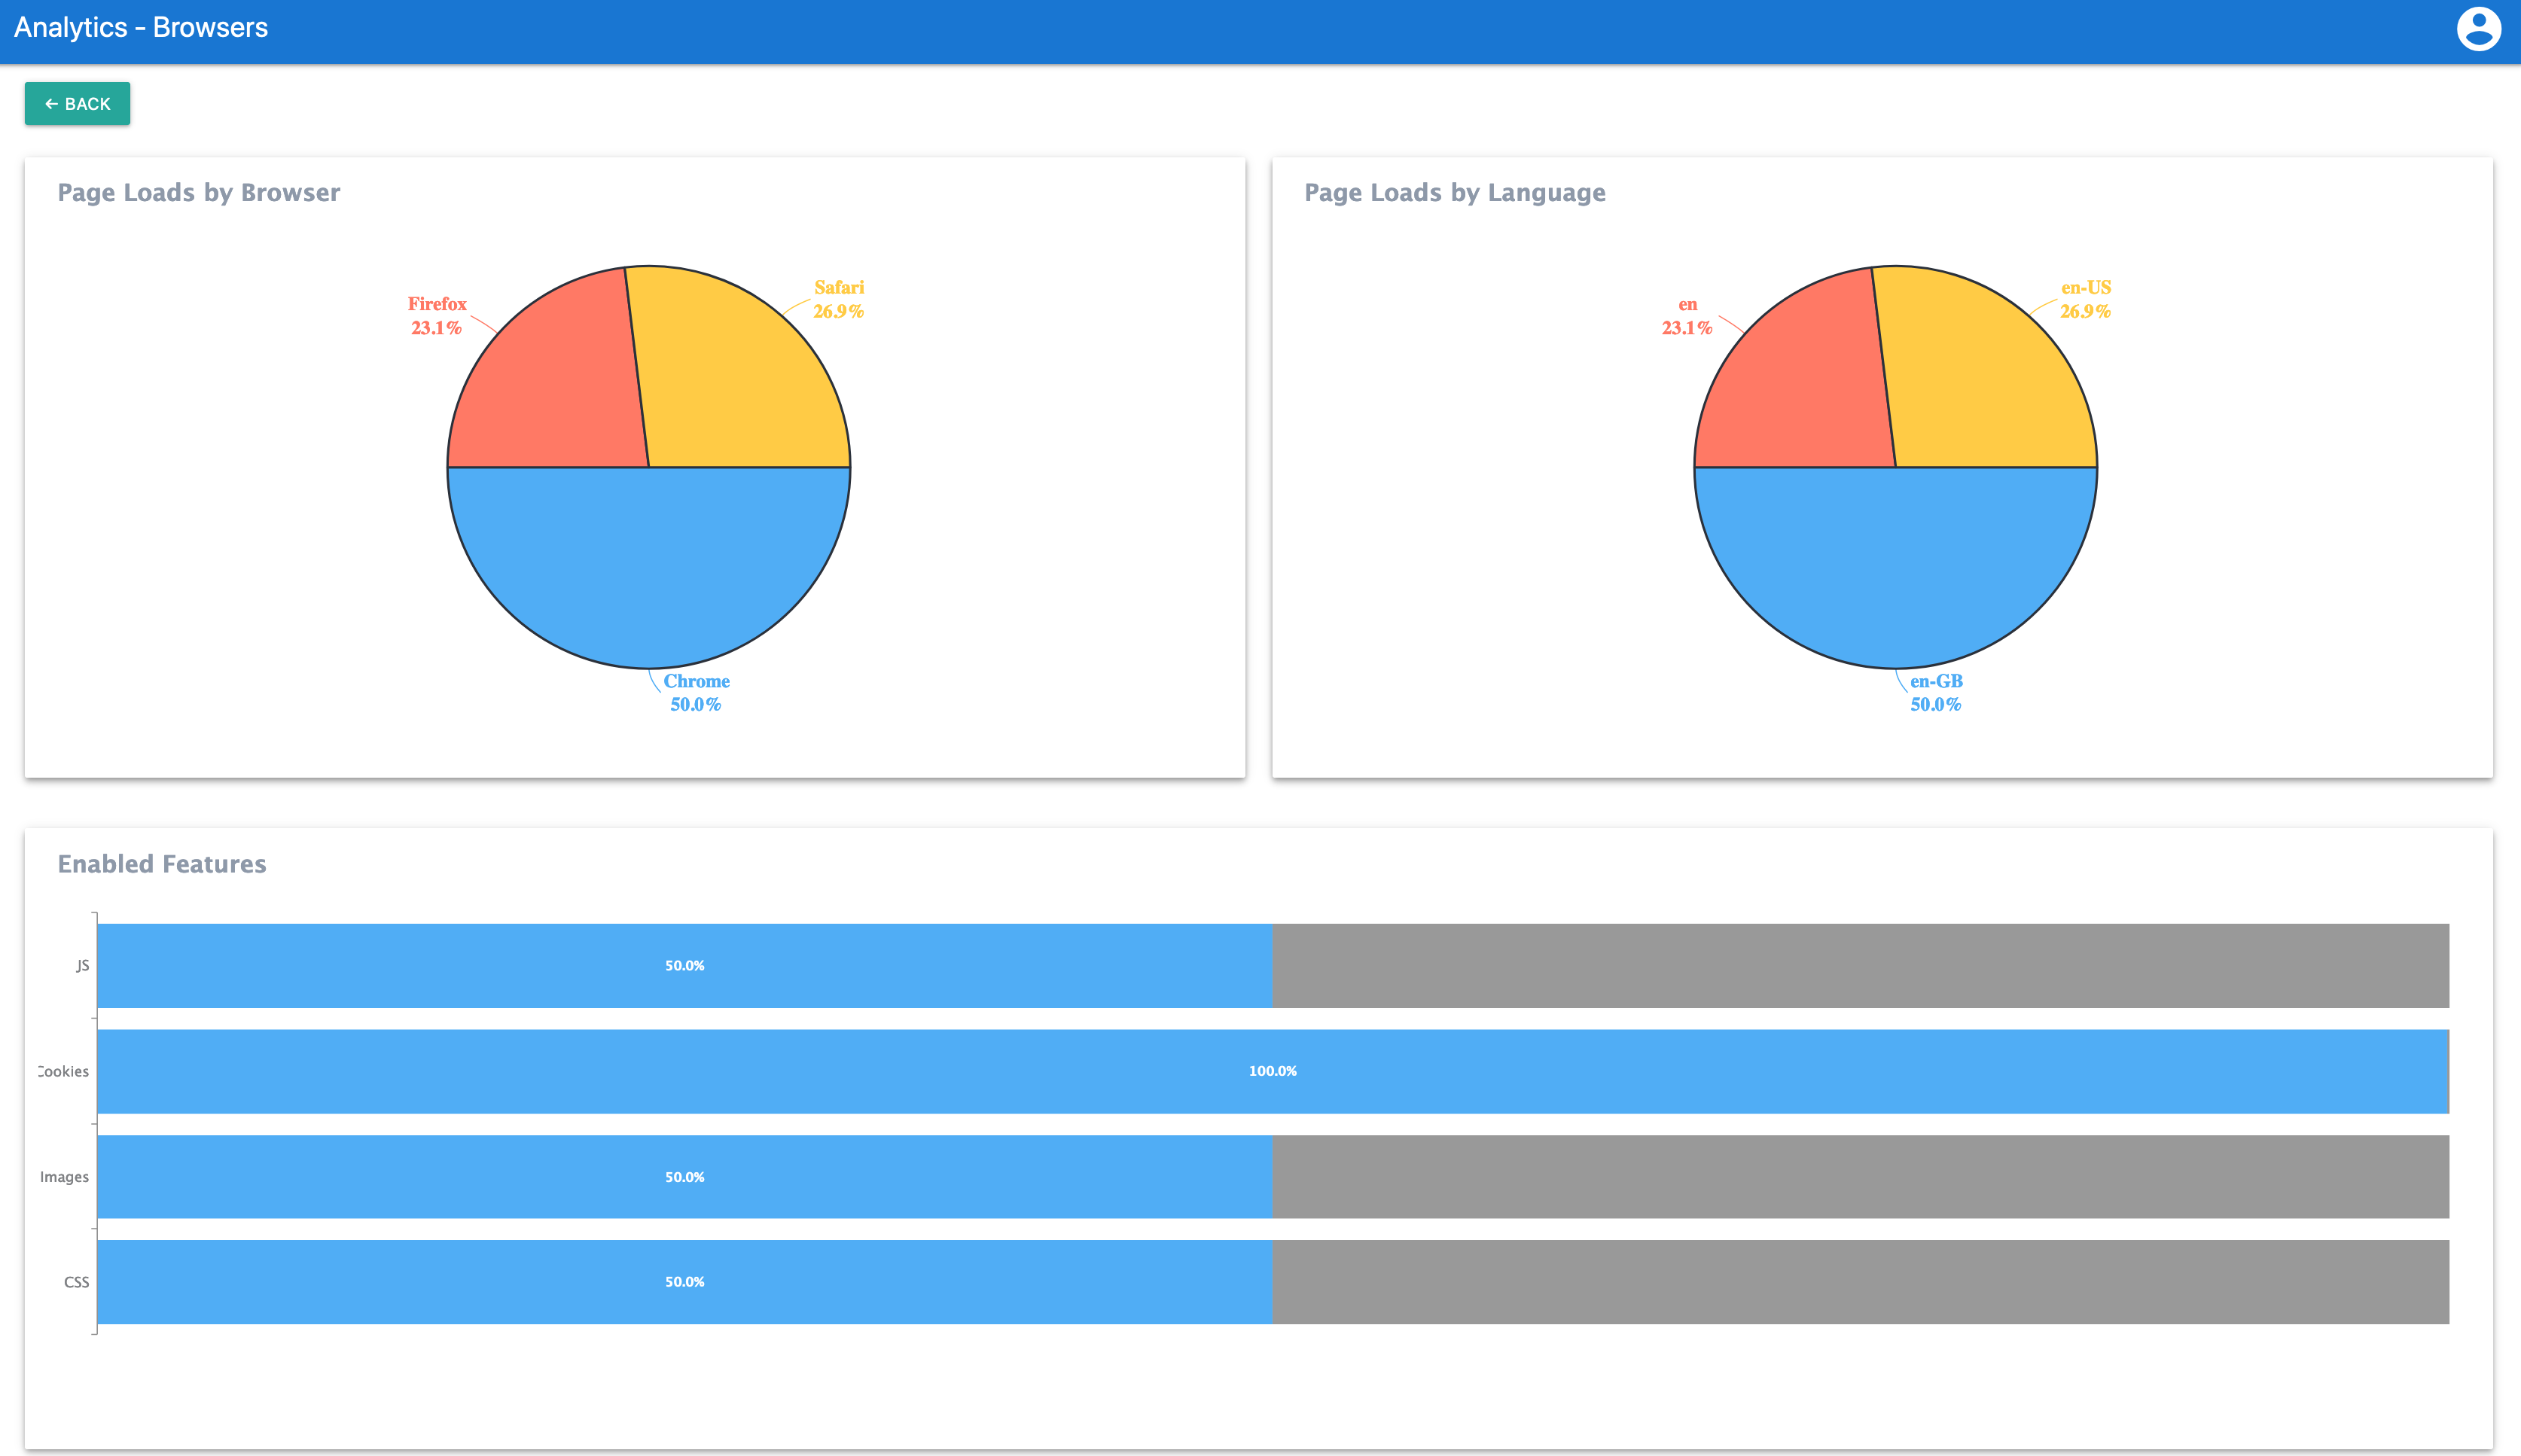 Analytics - Browsers
← BACK
Page Loads by Browser
Firefox
23.1%
Safari
26.9%
Chrome
50.0%
Page Loads by Language
en
23.1%
en-US
26.9%
en-GB
50.0%
Enabled Features
JS
50.0%
Cookies
100.0%
Images
50.0%
CSS
50.0%